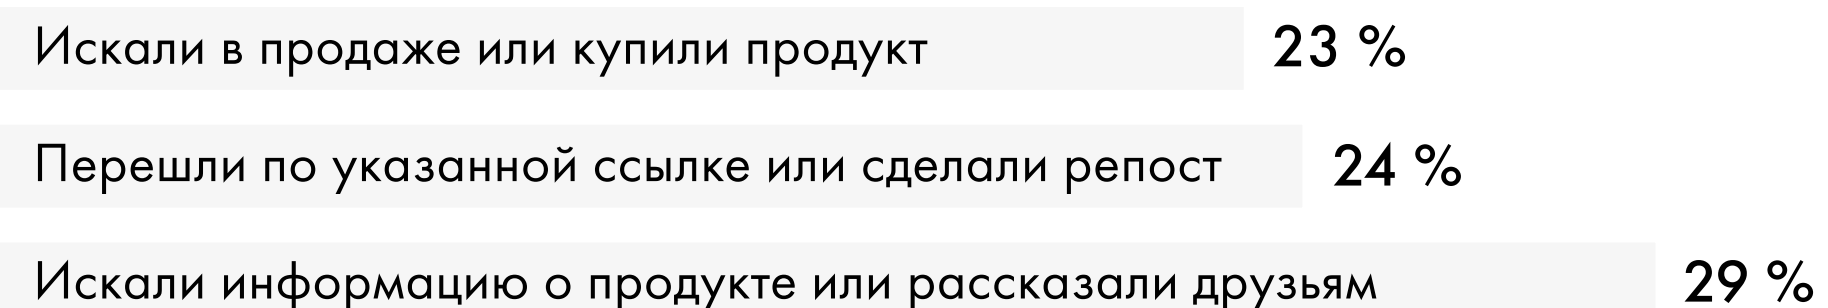 Искали в продаже или купили продукт 23 %
Перешли по указанной ссылке или сделали репост 24 %
Искали информацию о продукте или рассказали друзьям 29 %